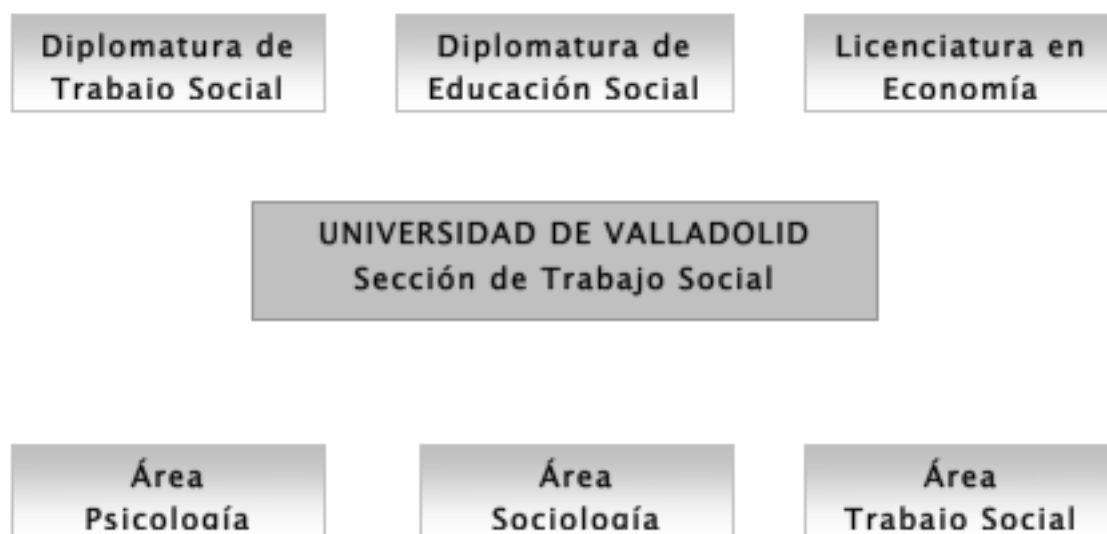 Diplomatura de
Trabajo Social
Diplomatura de
Educación Social
Licenciatura en
Economía
UNIVERSIDAD DE VALLADOLID
Sección de Trabajo Social
Área
Psicología
Área
Sociología
Área
Trabajo Social